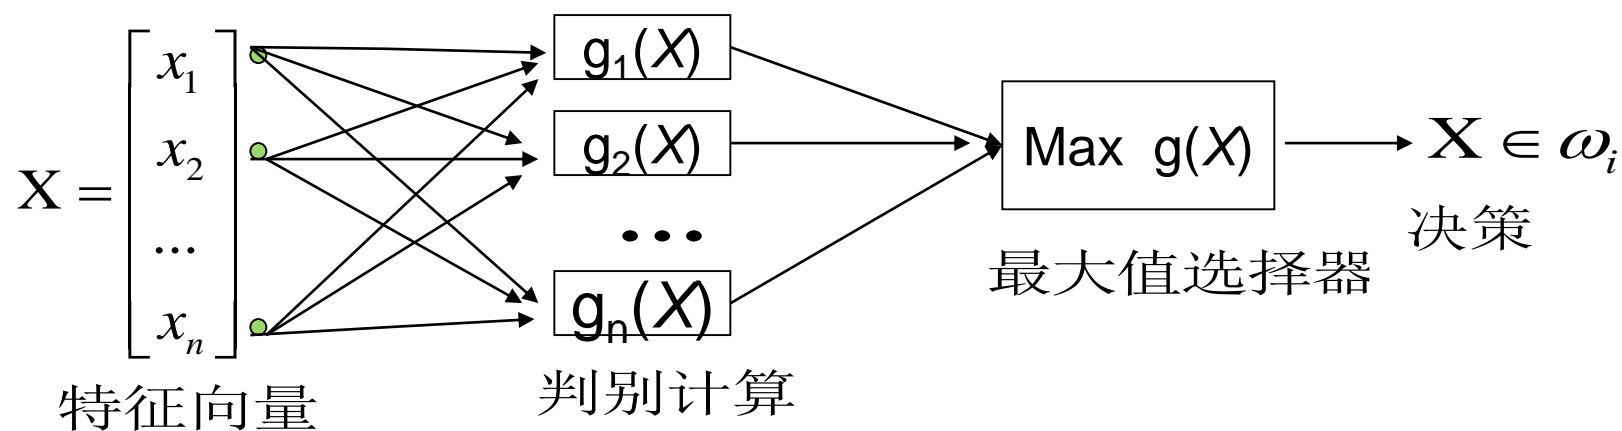 X =
x₁
x₂
...
xₙ
特征向量
g₁(X)
g₂(X)
•••
gₙ(X)
判别计算
Max g(X)
最大值选择器
X ∈ ωᵢ
决策